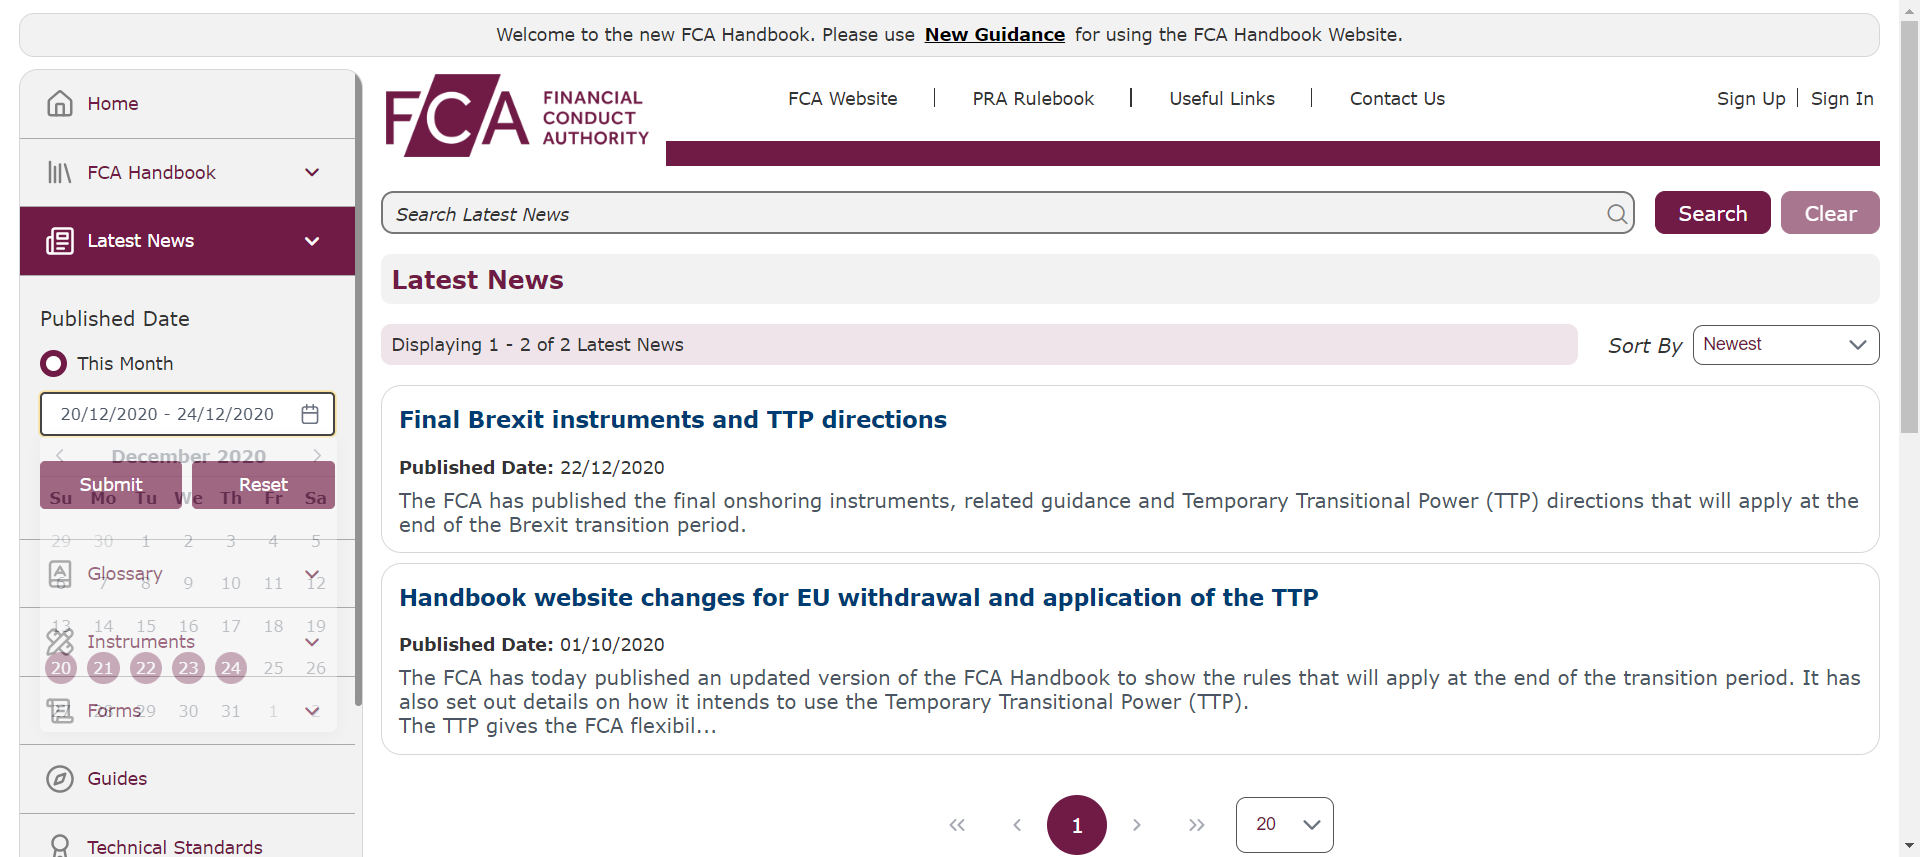 Welcome to the new FCA Handbook. Please use New Guidance for using the FCA Handbook Website.
Home
FCA Handbook
Latest News
Published Date
This Month
20/12/2020 - 24/12/2020
December 2020
Submit Reset
Su Mo Tu We Th Fr Sa
29 30 1 2 3 4 5
Glossary
6 7 8 9 10 11 12
13 14 15 16 17 18 19
Instruments
20 21 22 23 24 25 26
Forms
27 28 29 30 31 1 2
Guides
Technical Standards
FCA FINANCIAL
CONDUCT
AUTHORITY
FCA Website | PRA Rulebook | Useful Links | Contact Us
Sign Up | Sign In
Search Latest News
Search Clear
Latest News
Displaying 1 - 2 of 2 Latest News
Sort By Newest
Final Brexit instruments and TTP directions
Published Date: 22/12/2020
The FCA has published the final onshoring instruments, related guidance and Temporary Transitional Power (TTP) directions that will apply at the
end of the Brexit transition period.
Handbook website changes for EU withdrawal and application of the TTP
Published Date: 01/10/2020
The FCA has today published an updated version of the FCA Handbook to show the rules that will apply at the end of the transition period. It has
also set out details on how it intends to use the Temporary Transitional Power (TTP).
The TTP gives the FCA flexibil...
1
20